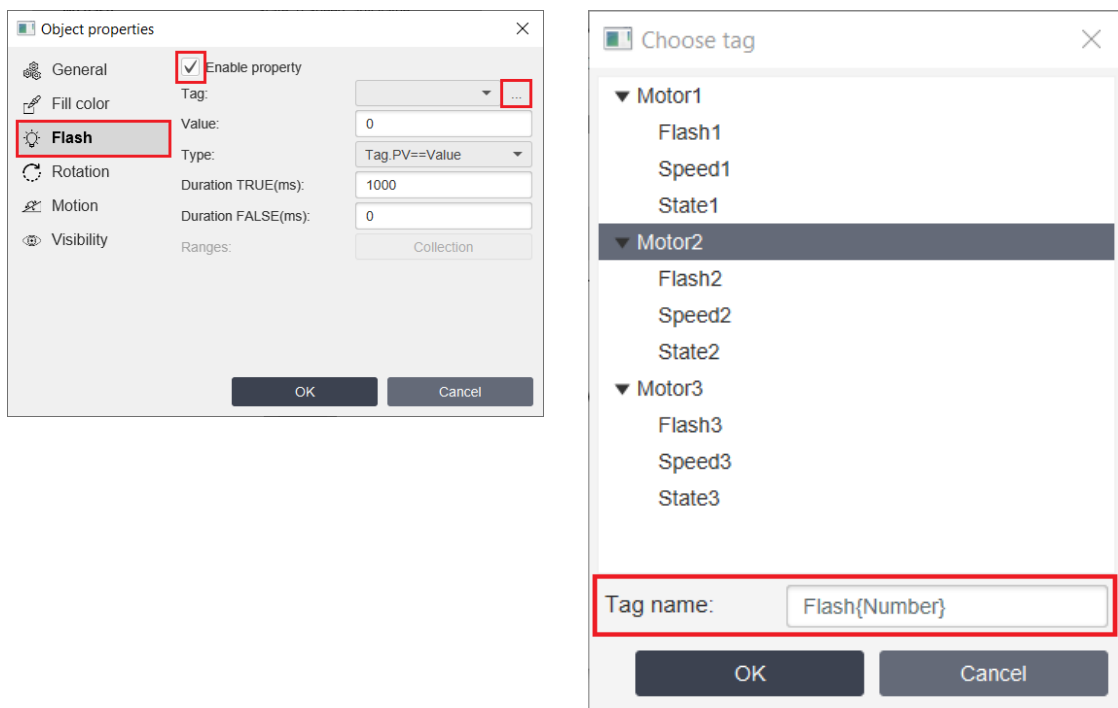 Object properties
General
Fill color
Flash
Rotation
Motion
Visibility
Enable property
Tag:
...
Value: 0
Type: Tag.PV==Value
Duration TRUE(ms): 1000
Duration FALSE(ms): 0
Ranges: Collection
OK Cancel
Choose tag
Motor1
Flash1
Speed1
State1
Motor2
Flash2
Speed2
State2
Motor3
Flash3
Speed3
State3
Tag name: Flash{Number}
OK Cancel